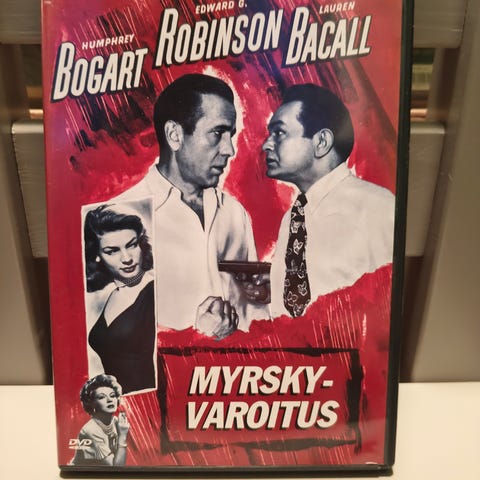 HUMPHREY
BOGART
EDWARD G.
ROBINSON
LAUREN
BACALL
MYRSKY-
VAROITUS
DVD